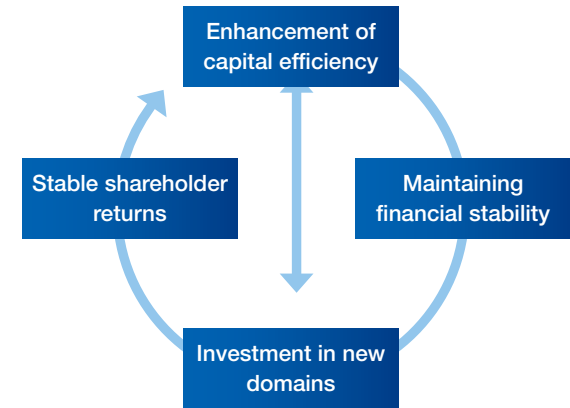 Enhancement of
capital efficiency
Stable shareholder
returns
Maintaining
financial stability
Investment in new
domains